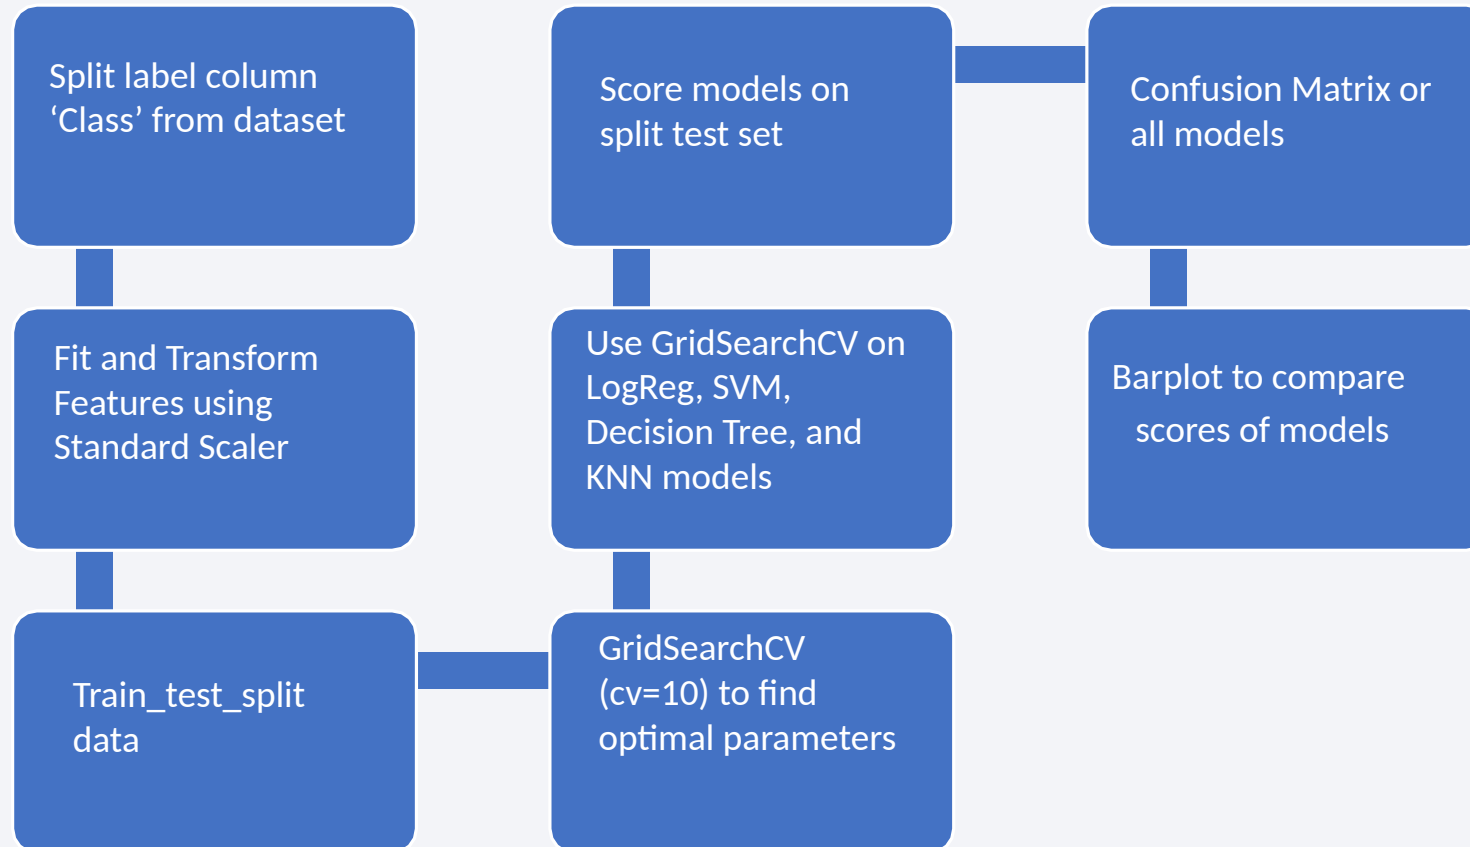 Split label column
‘Class’ from dataset
Fit and Transform
Features using
Standard Scaler
Train_test_split
data
GridSearchCV
(cv=10) to find
optimal parameters
Use GridSearchCV on
LogReg, SVM,
Decision Tree, and
KNN models
Score models on
split test set
Confusion Matrix or
all models
Barplot to compare
scores of models